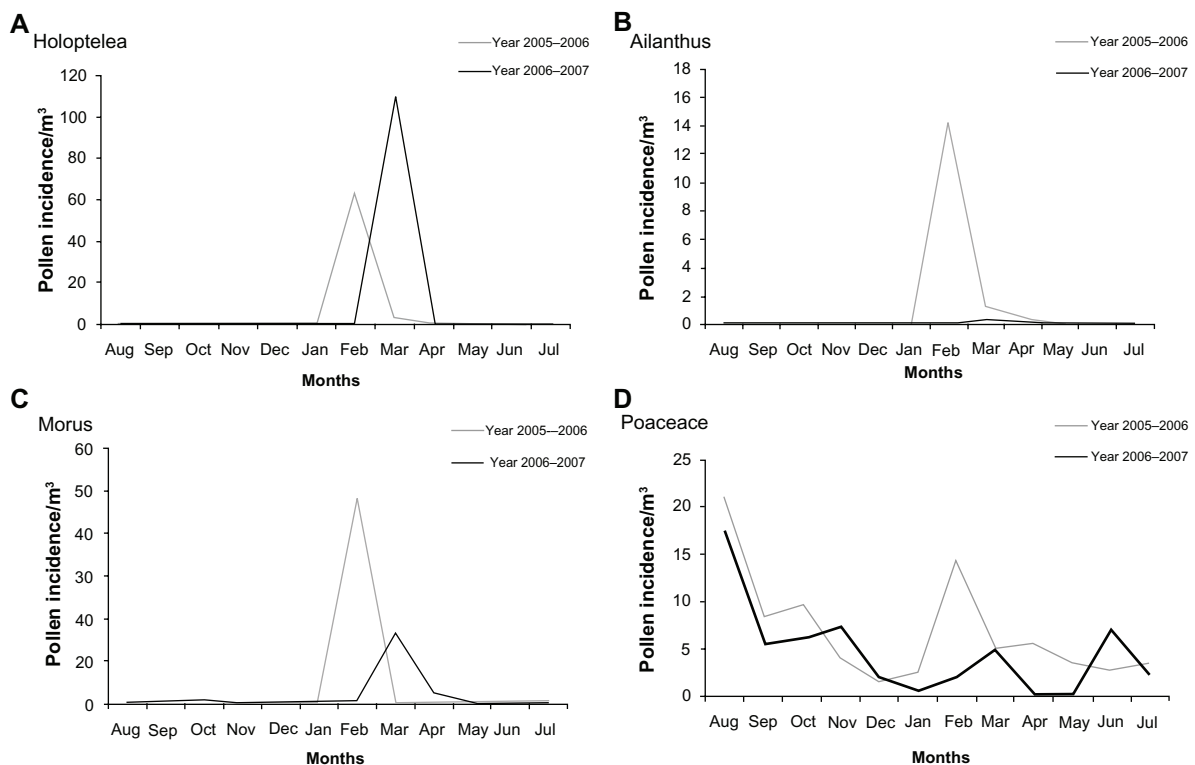 A
Holoptelea
Year 2005–2006
Year 2006–2007
Pollen incidence/m³
120
100
80
60
40
20
0
Aug Sep Oct Nov Dec Jan Feb Mar Apr May Jun Jul
Months
B
Ailanthus
Year 2005–2006
Year 2006–2007
Pollen incidence/m³
18
16
14
12
10
8
6
4
2
0
Aug Sep Oct Nov Dec Jan Feb Mar Apr May Jun Jul
Months
C
Morus
Year 2005-–2006
Year 2006–2007
Pollen incidence/m³
60
50
40
30
40
20
0
Aug Sep Oct Nov Dec Jan Feb Mar Apr May Jun Jul
Months
D
Poaceace
Year 2005–2006
Year 2006–2007
Pollen incidence/m³
25
20
15
10
5
0
Aug Sep Oct Nov Dec Jan Feb Mar Apr May Jun Jul
Months